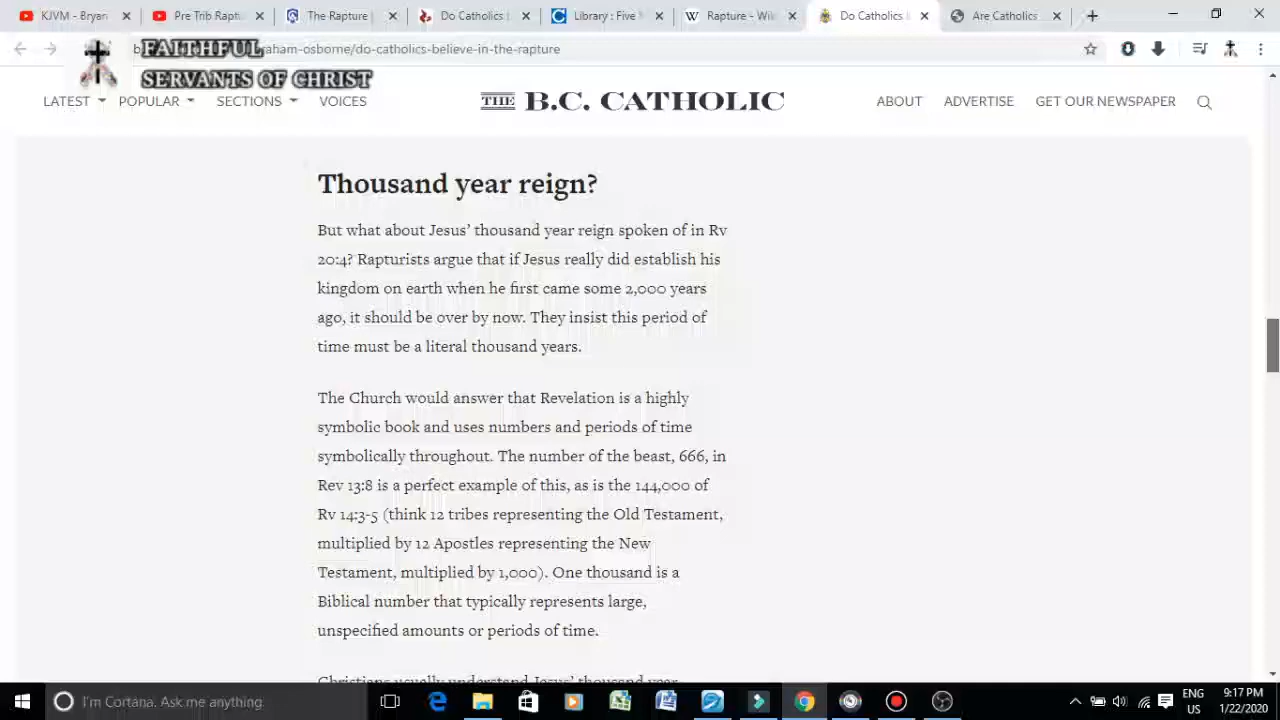 KJVM - Bryan
Pre Trib Raptu
The Rapture
Do Catholics
Library : Five
Rapture - Wiki
Do Catholics
Are Catholics
raham-osborne/do-catholics-believe-in-the-rapture
FAITHFUL
SERVANTS OF CHRIST
LATEST POPULAR SECTIONS VOICES
THE B.C. CATHOLIC
ABOUT ADVERTISE GET OUR NEWSPAPER
Thousand year reign?
But what about Jesus’ thousand year reign spoken of in Rv
20:4? Rapturists argue that if Jesus really did establish his
kingdom on earth when he first came some 2,000 years
ago, it should be over by now. They insist this period of
time must be a literal thousand years.
The Church would answer that Revelation is a highly
symbolic book and uses numbers and periods of time
symbolically throughout. The number of the beast, 666, in
Rev 13:8 is a perfect example of this, as is the 144,000 of
Rv 14:3-5 (think 12 tribes representing the Old Testament,
multiplied by 12 Apostles representing the New
Testament, multiplied by 1,000). One thousand is a
Biblical number that typically represents large,
unspecified amounts or periods of time.
Christians usually understand Jesus’ thousand year
I'm Cortana. Ask me anything.
ENG
US
9:17 PM
1/22/2020